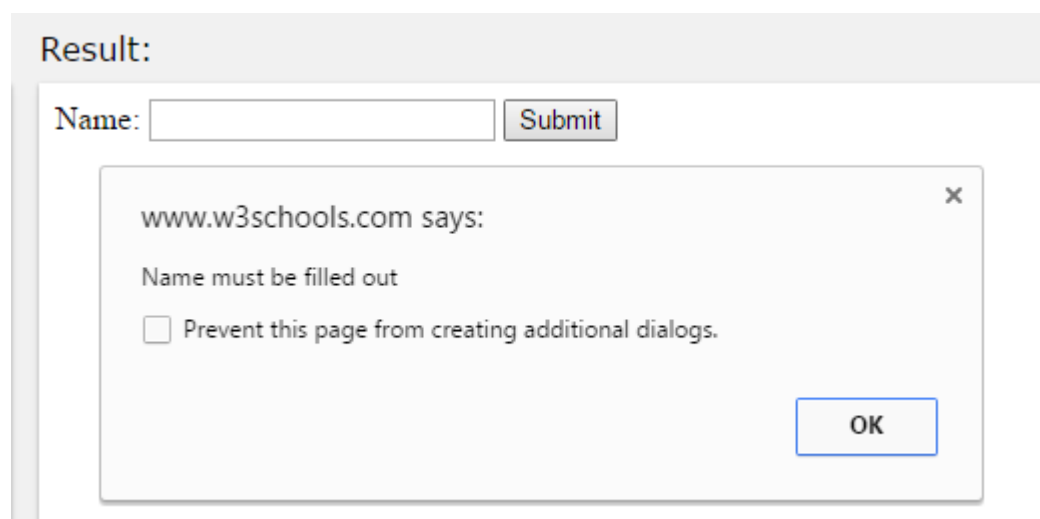 Result:
Name: Submit
www.w3schools.com says:
Name must be filled out
Prevent this page from creating additional dialogs.
OK